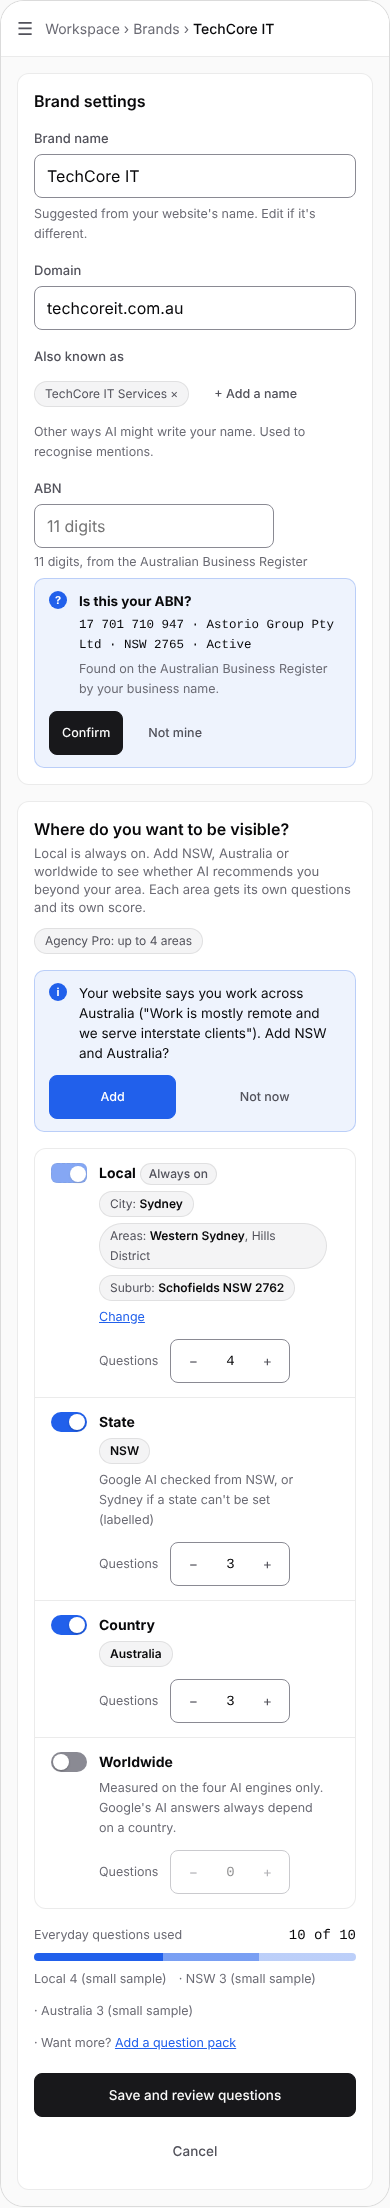 ☰ Workspace › Brands › TechCore IT
Brand settings
Brand name
TechCore IT
Suggested from your website's name. Edit if it's
different.
Domain
techcoreit.com.au
Also known as
TechCore IT Services × + Add a name
Other ways AI might write your name. Used to
recognise mentions.
ABN
11 digits
11 digits, from the Australian Business Register
? Is this your ABN?
17 701 710 947 · Astorio Group Pty
Ltd · NSW 2765 · Active
Found on the Australian Business Register
by your business name.
Confirm Not mine
Where do you want to be visible?
Local is always on. Add NSW, Australia or
worldwide to see whether AI recommends you
beyond your area. Each area gets its own questions
and its own score.
Agency Pro: up to 4 areas
i Your website says you work across
Australia ("Work is mostly remote and
we serve interstate clients"). Add NSW
and Australia?
Add Not now
Local Always on
City: Sydney
Areas: Western Sydney, Hills
District
Suburb: Schofields NSW 2762
Change
Questions − 4 +
State
NSW
Google AI checked from NSW, or
Sydney if a state can't be set
(labelled)
Questions − 3 +
Country
Australia
Questions − 3 +
Worldwide
Measured on the four AI engines only.
Google's AI answers always depend
on a country.
Questions − 0 +
Everyday questions used 10 of 10
Local 4 (small sample) · NSW 3 (small sample)
· Australia 3 (small sample)
· Want more? Add a question pack
Save and review questions
Cancel